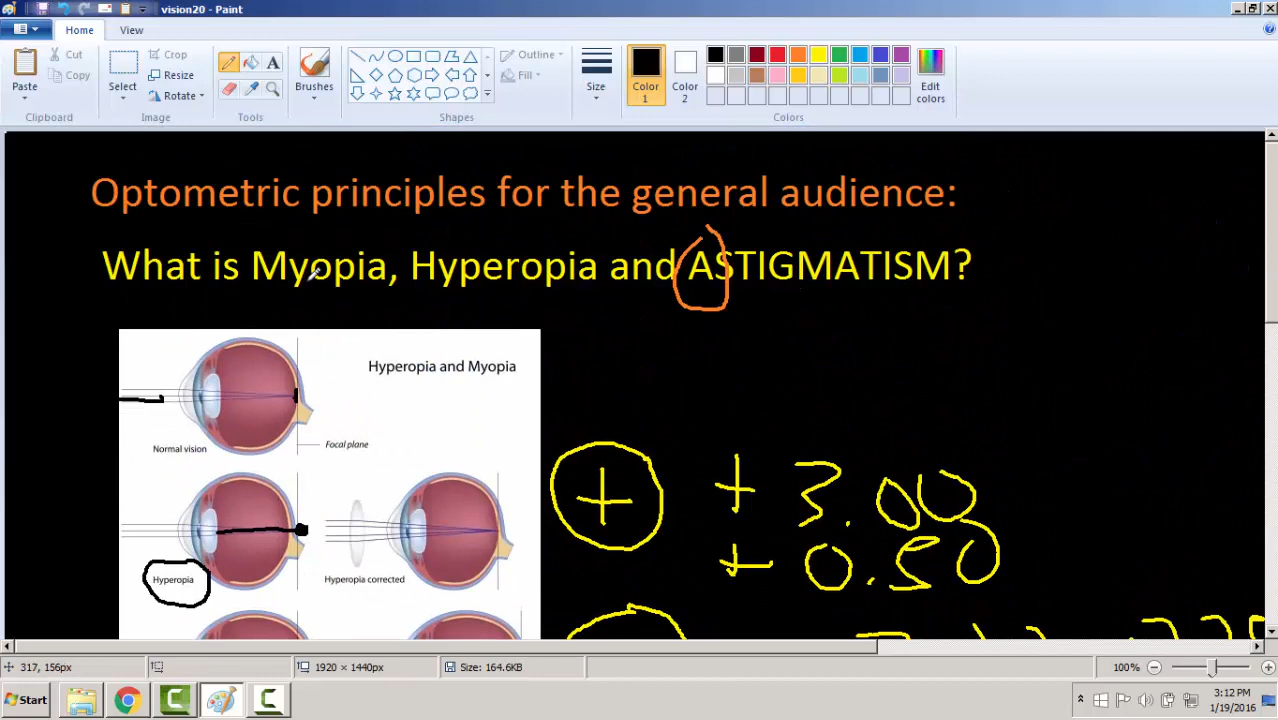 vision20 - Paint
Home View
Paste
Cut
Copy
Clipboard
Select
Crop
Resize
Rotate
Image
Tools
Brushes
Shapes
Outline
Fill
Size
Color 1
Color 2
Edit colors
Colors
Optometric principles for the general audience:
What is Myopia, Hyperopia and ASTIGMATISM?
Hyperopia and Myopia
Normal vision
Focal plane
Hyperopia
Hyperopia corrected
+ + 3.00
+ 0.50
317, 156px
1920 × 1440px
Size: 164.6KB
100%
Start
3:12 PM
1/19/2016